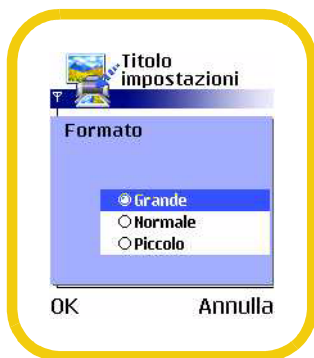 Titolo
impostazioni
Formato
Grande
Normale
Piccolo
OK Annulla